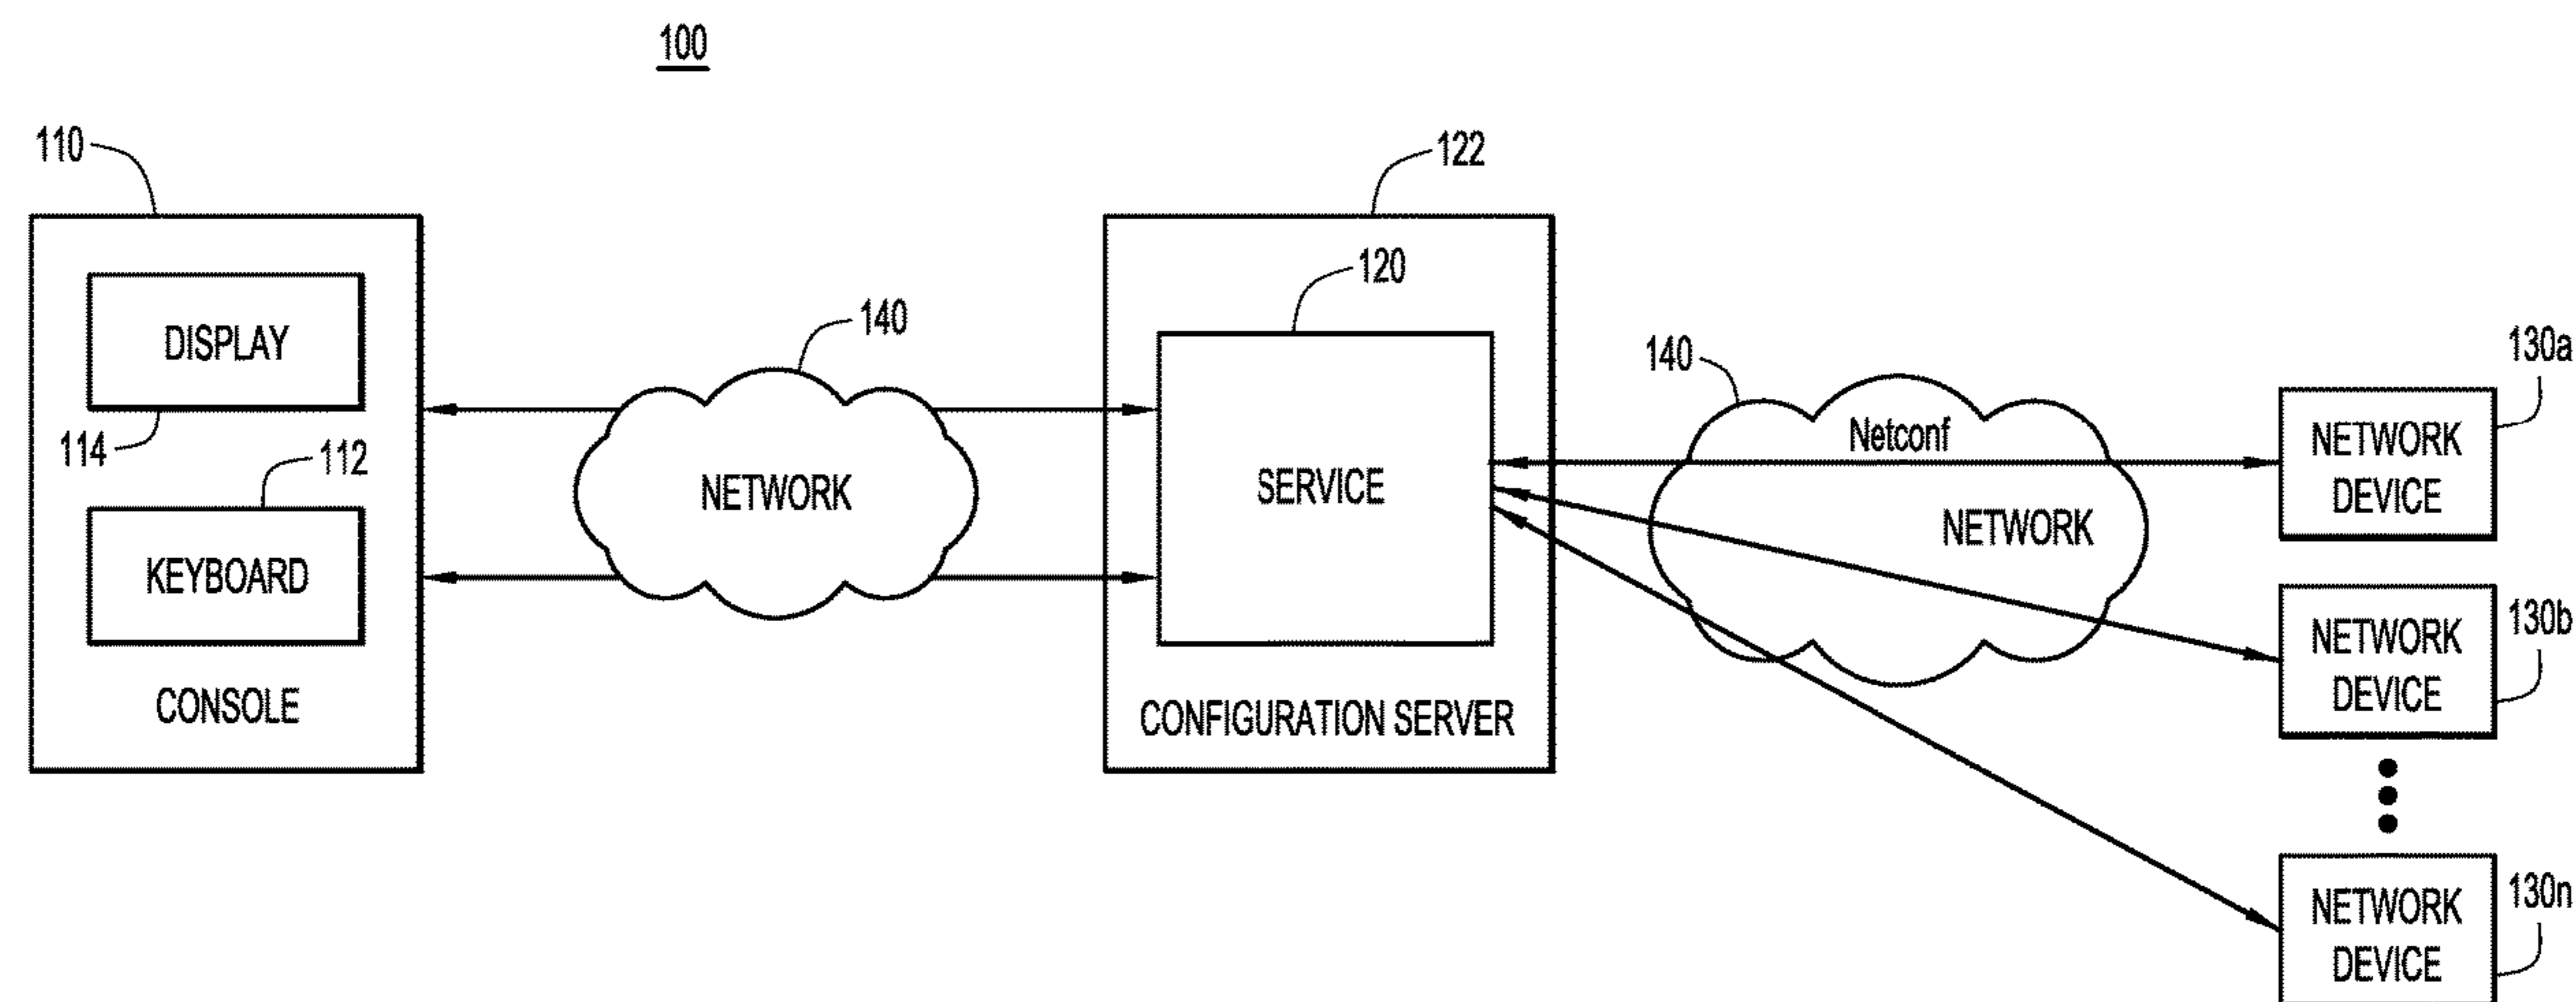 100
110
122
120
140
140
130a
DISPLAY
114
112
NETWORK
SERVICE
Netconf
NETWORK
NETWORK
DEVICE
KEYBOARD
130b
NETWORK
DEVICE
CONSOLE
CONFIGURATION SERVER
130n
NETWORK
DEVICE